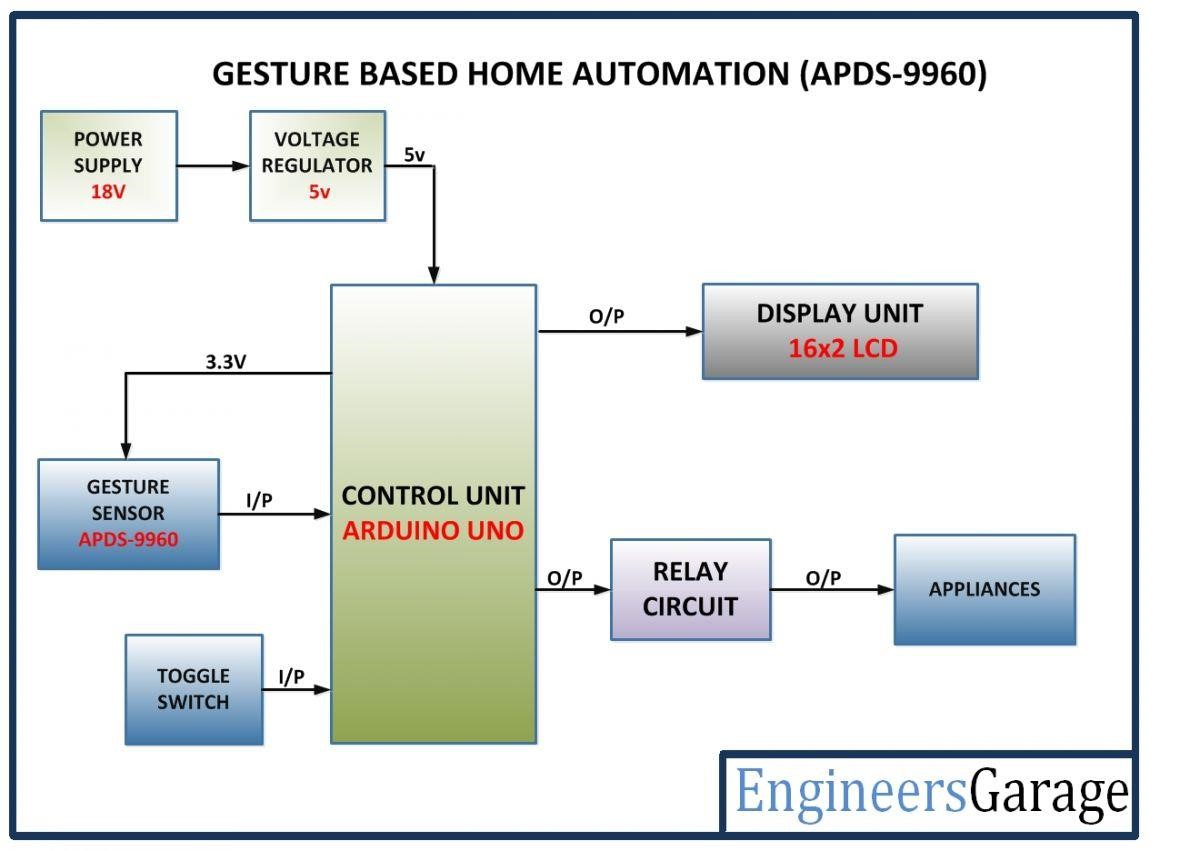 GESTURE BASED HOME AUTOMATION (APDS-9960)
POWER
SUPPLY
18V
VOLTAGE
REGULATOR
5v
5v
O/P
DISPLAY UNIT
16x2 LCD
3.3V
GESTURE
SENSOR
APDS-9960
I/P
CONTROL UNIT
ARDUINO UNO
O/P
RELAY
CIRCUIT
O/P
APPLIANCES
TOGGLE
SWITCH
I/P
EngineersGarage